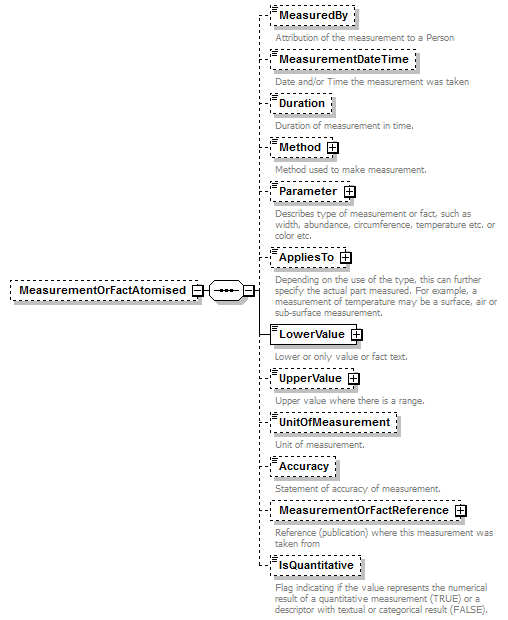 MeasuredBy
Attribution of the measurement to a Person
MeasurementDateTime
Date and/or Time the measurement was taken
Duration
Duration of measurement in time.
Method
Method used to make measurement.
Parameter
Describes type of measurement or fact, such as
width, abundance, circumference, temperature etc. or
color etc.
AppliesTo
Depending on the use of the type, this can further
specify the actual part measured. For example, a
measurement of temperature may be a surface, air or
sub-surface measurement.
MeasurementOrFactAtomised
LowerValue
Lower or only value or fact text.
UpperValue
Upper value where there is a range.
UnitOfMeasurement
Unit of measurement.
Accuracy
Statement of accuracy of measurement.
MeasurementOrFactReference
Reference (publication) where this measurement was
taken from
IsQuantitative
Flag indicating if the value represents the numerical
result of a quantitative measurement (TRUE) or a
descriptor with textual or categorical result (FALSE).